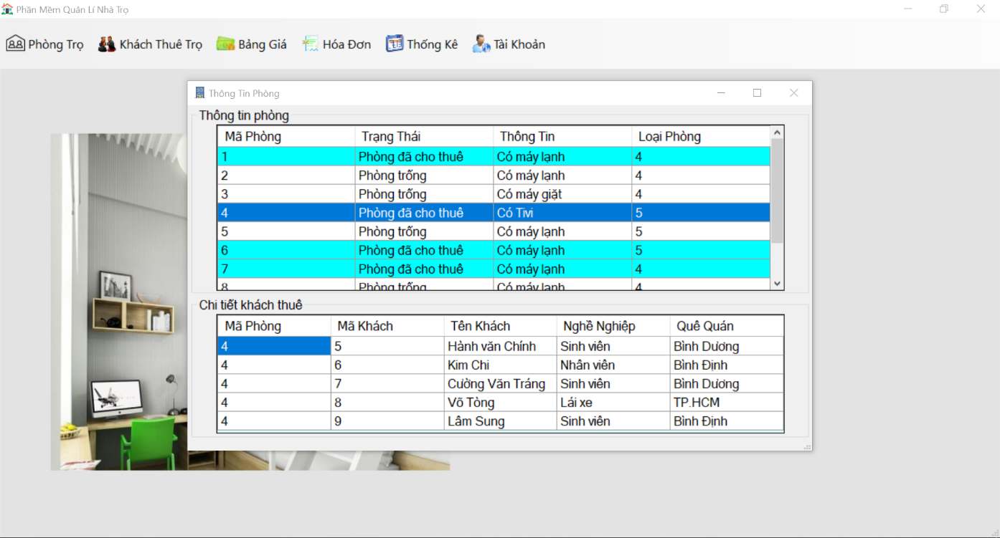 Phần Mềm Quản Lí Nhà Trọ
Phòng Trọ Khách Thuê Trọ Bảng Giá Hóa Đơn Thống Kê Tài Khoản
Thông Tin Phòng
Thông tin phòng
Mã Phòng Trạng Thái Thông Tin Loại Phòng
1 Phòng đã cho thuê Có máy lạnh 4
2 Phòng trống Có máy lạnh 4
3 Phòng trống Có máy giặt 4
4 Phòng đã cho thuê Có Tivi 5
5 Phòng trống Có máy lạnh 5
6 Phòng đã cho thuê Có máy lạnh 5
7 Phòng đã cho thuê Có máy lạnh 4
8 Phòng trống Có máy lạnh 4
Chi tiết khách thuê
Mã Phòng Mã Khách Tên Khách Nghề Nghiệp Quê Quán
4 5 Hành văn Chính Sinh viên Bình Dương
4 6 Kim Chi Nhân viên Bình Định
4 7 Cường Văn Tráng Sinh viên Bình Dương
4 8 Võ Tòng Lái xe TP.HCM
4 9 Lâm Sung Sinh viên Bình Định